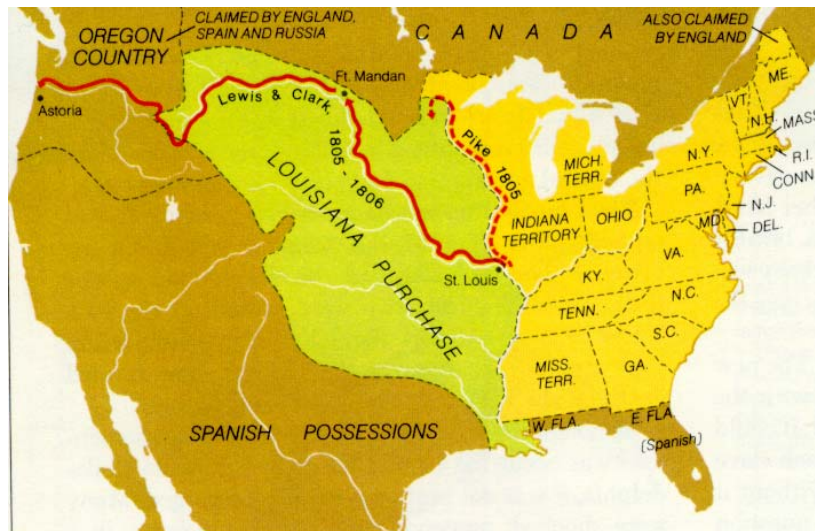 OREGON
COUNTRY
CLAIMED BY ENGLAND,
SPAIN AND RUSSIA
CANADA
ALSO CLAIMED
BY ENGLAND
Astoria
Lewis & Clark,
1805-1806
Ft. Mandan
Pike 1805
LOUISIANA PURCHASE
St. Louis
MICH.
TERR.
INDIANA
TERRITORY
OHIO
KY.
TENN.
MISS.
TERR.
GA.
S.C.
N.C.
VA.
MD.
DEL.
N.J.
PA.
N.Y.
CONN
R.I.
MASS
N.H.
VT.
ME.
W. FLA.
E. FLA.
(Spanish)
SPANISH POSSESSIONS